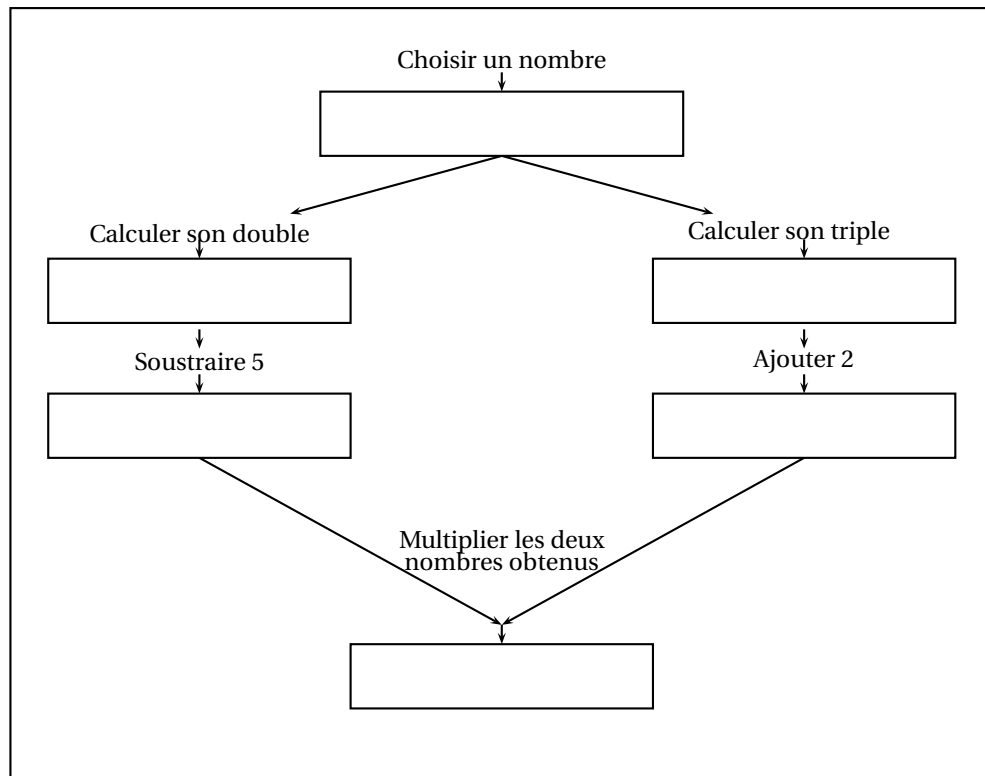 Choisir un nombre
Calculer son double
Calculer son triple
Soustraire 5
Ajouter 2
Multiplier les deux
nombres obtenus